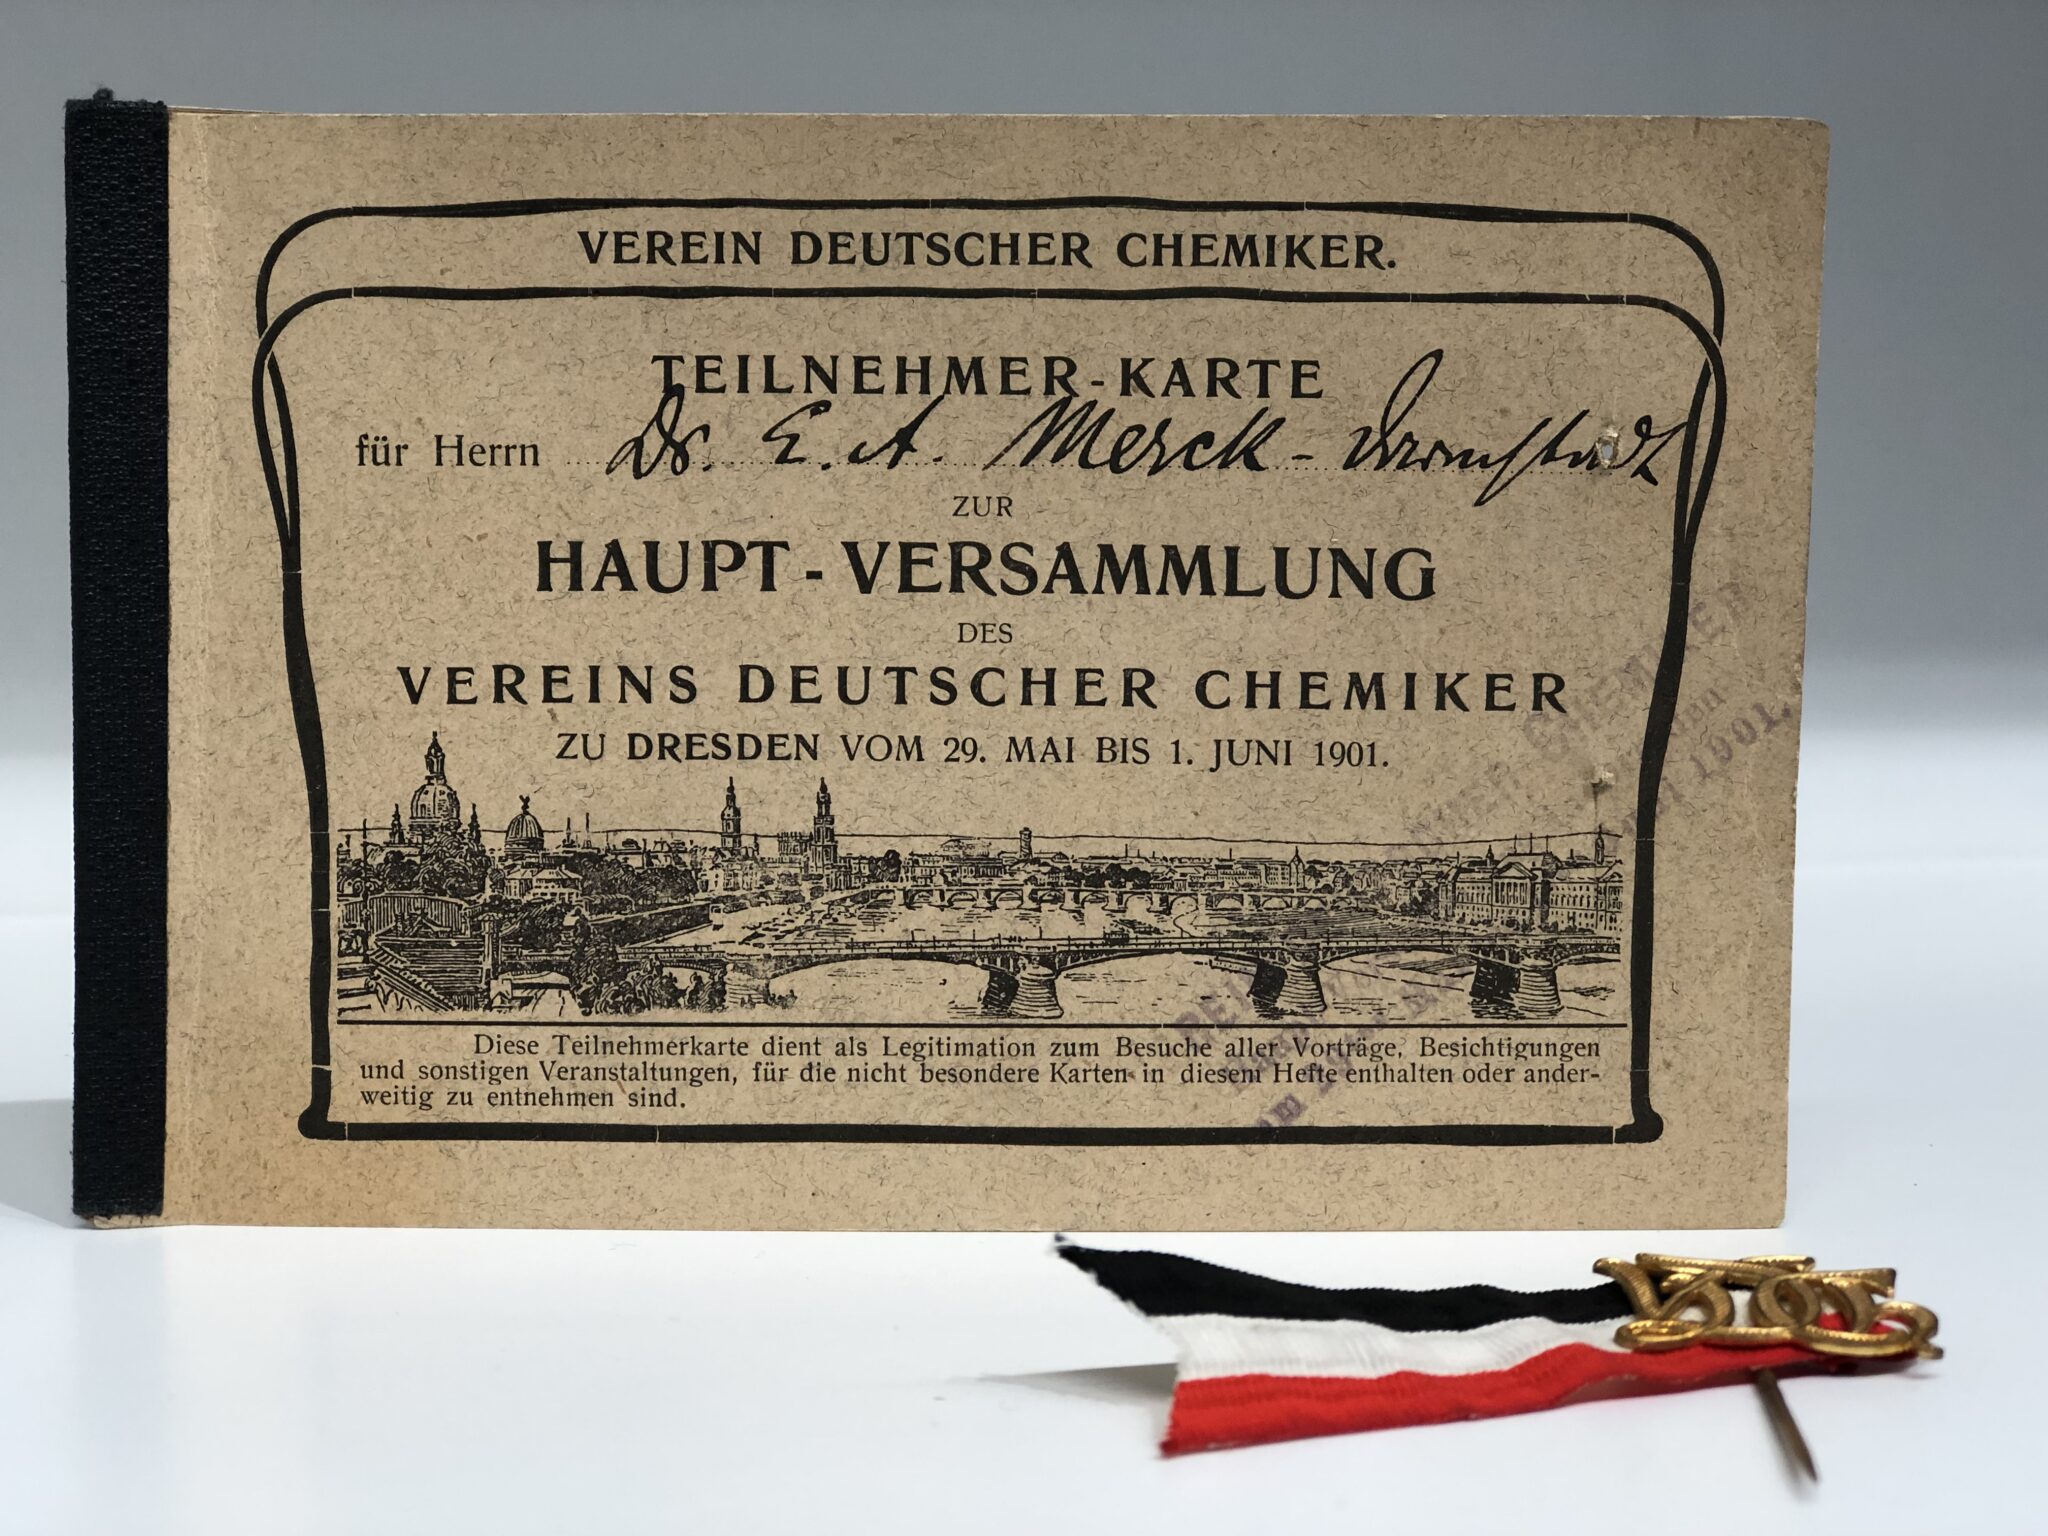 VEREIN DEUTSCHER CHEMIKER.
TEILNEHMER-KARTE
für Herrn Dr. E. A. Merck - Darmstadt
ZUR
HAUPT-VERSAMMLUNG
DES
VEREINS DEUTSCHER CHEMIKER
ZU DRESDEN VOM 29. MAI BIS 1. JUNI 1901.
Diese Teilnehmerkarte dient als Legitimation zum Besuche aller Vorträge, Besichtigungen
und sonstigen Veranstaltungen, für die nicht besondere Karten in diesem Hefte enthalten oder ander-
weitig zu entnehmen sind.
CHEMIKER
1901.